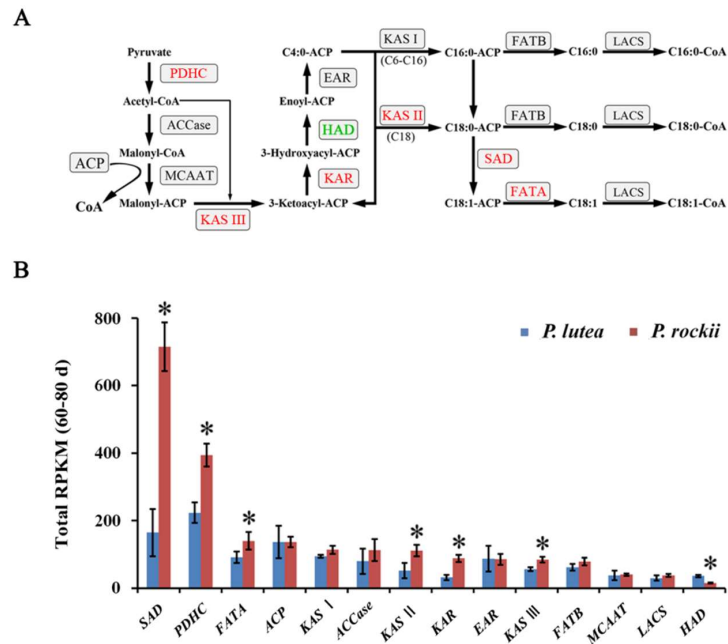 A
Pyruvate
PDHC
Acetyl-CoA
ACCase
Malonyl-CoA
ACP
MCAAT
CoA
Malonyl-ACP
KAS III
3-Ketoacyl-ACP
KAR
3-Hydroxyacyl-ACP
HAD
Enoyl-ACP
EAR
C4:0-ACP
KAS I
(C6-C16)
C16:0-ACP
FATB
C16:0
LACS
C16:0-CoA
KAS II
(C18)
C18:0-ACP
FATB
C18:0
LACS
C18:0-CoA
SAD
C18:1-ACP
FATA
C18:1
LACS
C18:1-CoA
B
Total RPKM (60-80 d)
800
600
400
200
0
P. lutea
P. rockii
*
*
*
*
*
*
*
SAD
PDHC
FATA
ACP
KAS I
ACCase
KAS II
KAR
EAR
KAS III
FATB
MCAAT
LACS
HAD